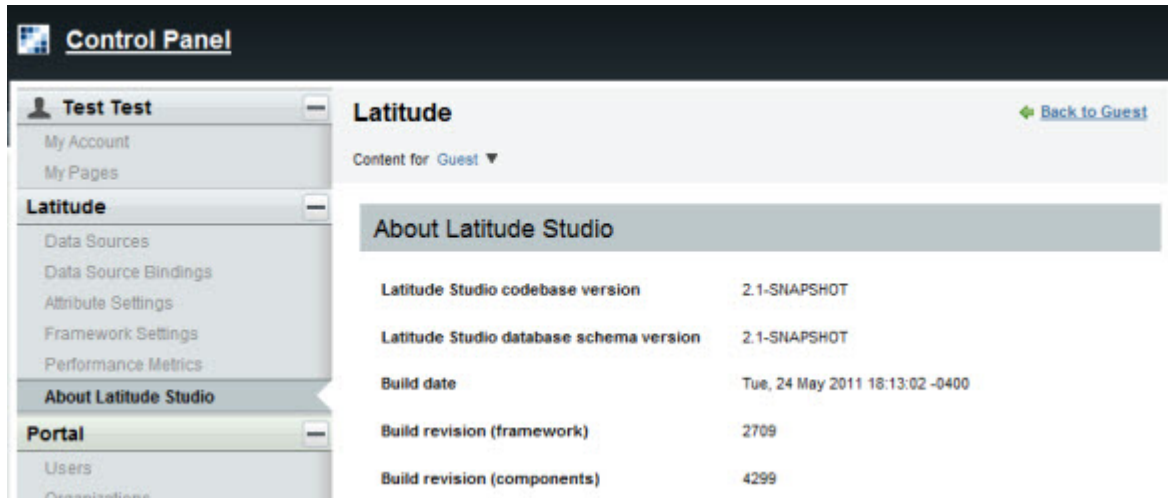 Control Panel
Test Test
My Account
My Pages
Latitude
Data Sources
Data Source Bindings
Attribute Settings
Framework Settings
Performance Metrics
About Latitude Studio
Portal
Users
Organizations
Latitude
Back to Guest
Content for Guest ▼
About Latitude Studio
Latitude Studio codebase version 2.1-SNAPSHOT
Latitude Studio database schema version 2.1-SNAPSHOT
Build date Tue, 24 May 2011 18:13:02 -0400
Build revision (framework) 2709
Build revision (components) 4299